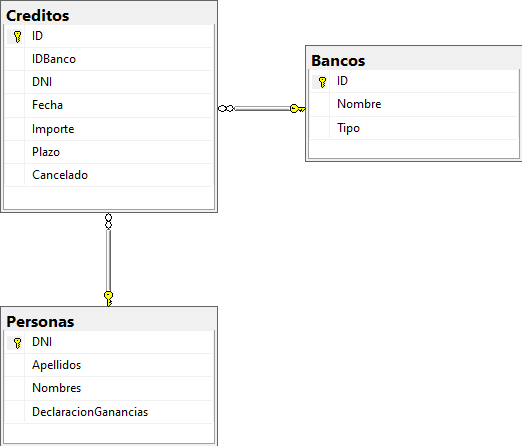 Creditos
ID
IDBanco
DNI
Fecha
Importe
Plazo
Cancelado
Bancos
ID
Nombre
Tipo
Personas
DNI
Apellidos
Nombres
DeclaracionGanancias